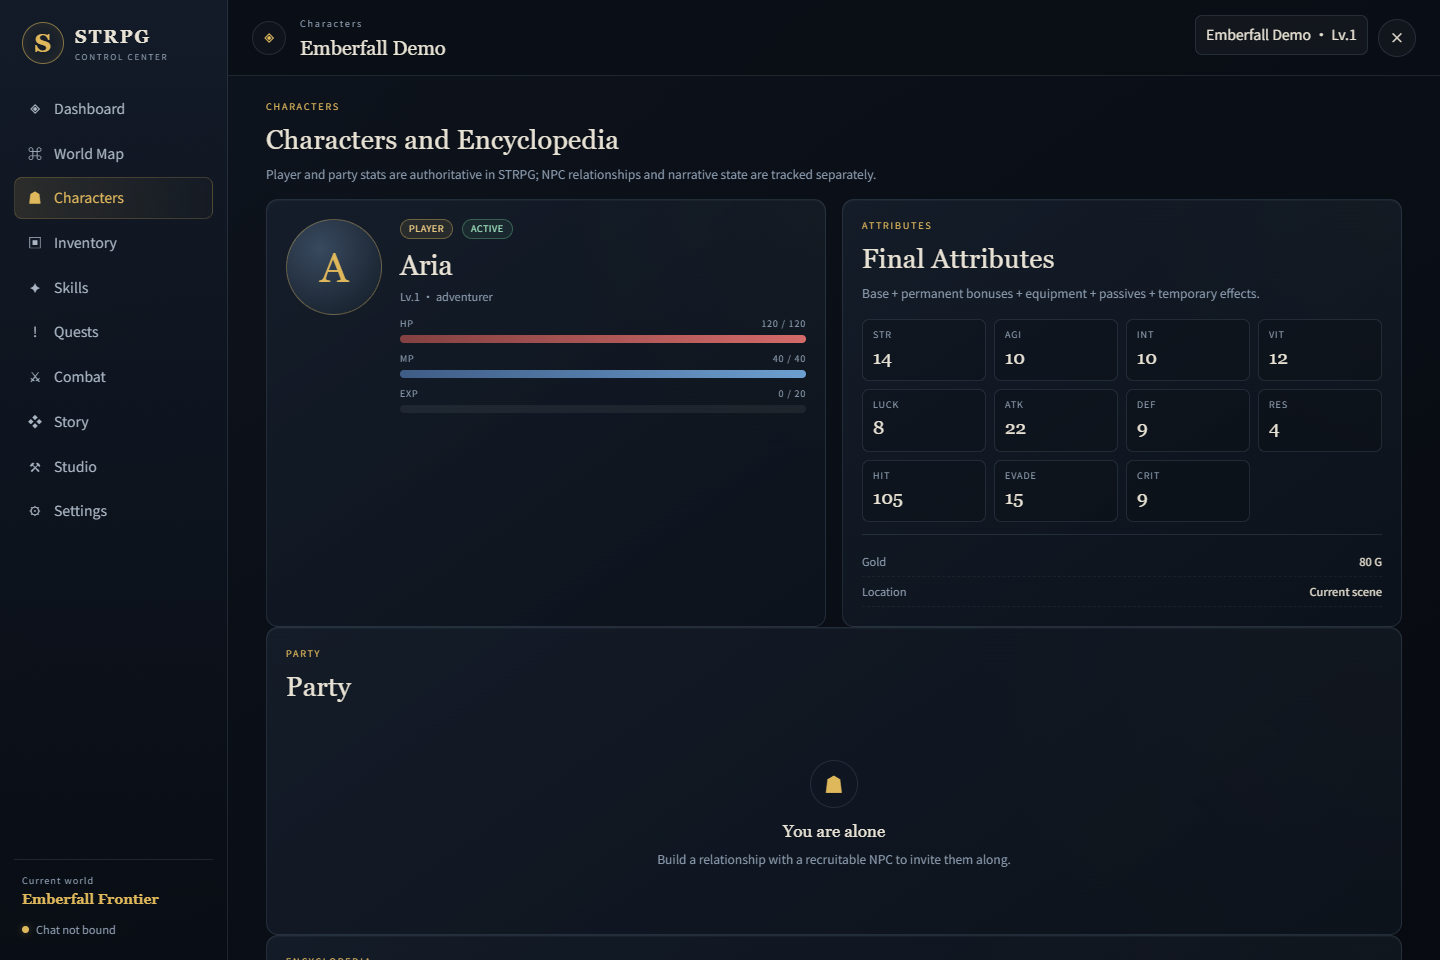 S
STRPG
CONTROL CENTER
Dashboard
World Map
Characters
Inventory
Skills
Quests
Combat
Story
Studio
Settings
Current world
Emberfall Frontier
Chat not bound
Characters
Emberfall Demo
Emberfall Demo • Lv.1
CHARACTERS
Characters and Encyclopedia
Player and party stats are authoritative in STRPG; NPC relationships and narrative state are tracked separately.
A
PLAYER ACTIVE
Aria
Lv.1 • adventurer
HP 120 / 120
MP 40 / 40
EXP 0 / 20
ATTRIBUTES
Final Attributes
Base + permanent bonuses + equipment + passives + temporary effects.
STR
14
AGI
10
INT
10
VIT
12
LUCK
8
ATK
22
DEF
9
RES
4
HIT
105
EVADE
15
CRIT
9
Gold 80 G
Location Current scene
PARTY
Party
You are alone
Build a relationship with a recruitable NPC to invite them along.
ENCYCLOPEDIA